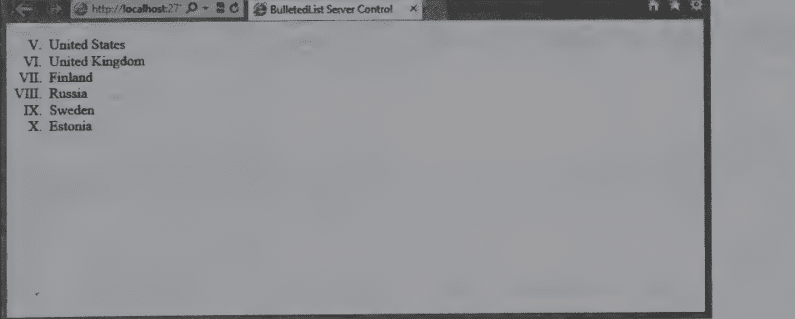 http://localhost:27
BulletedList Server Control
V. United States
VI. United Kingdom
VII. Finland
VIII. Russia
IX. Sweden
X. Estonia